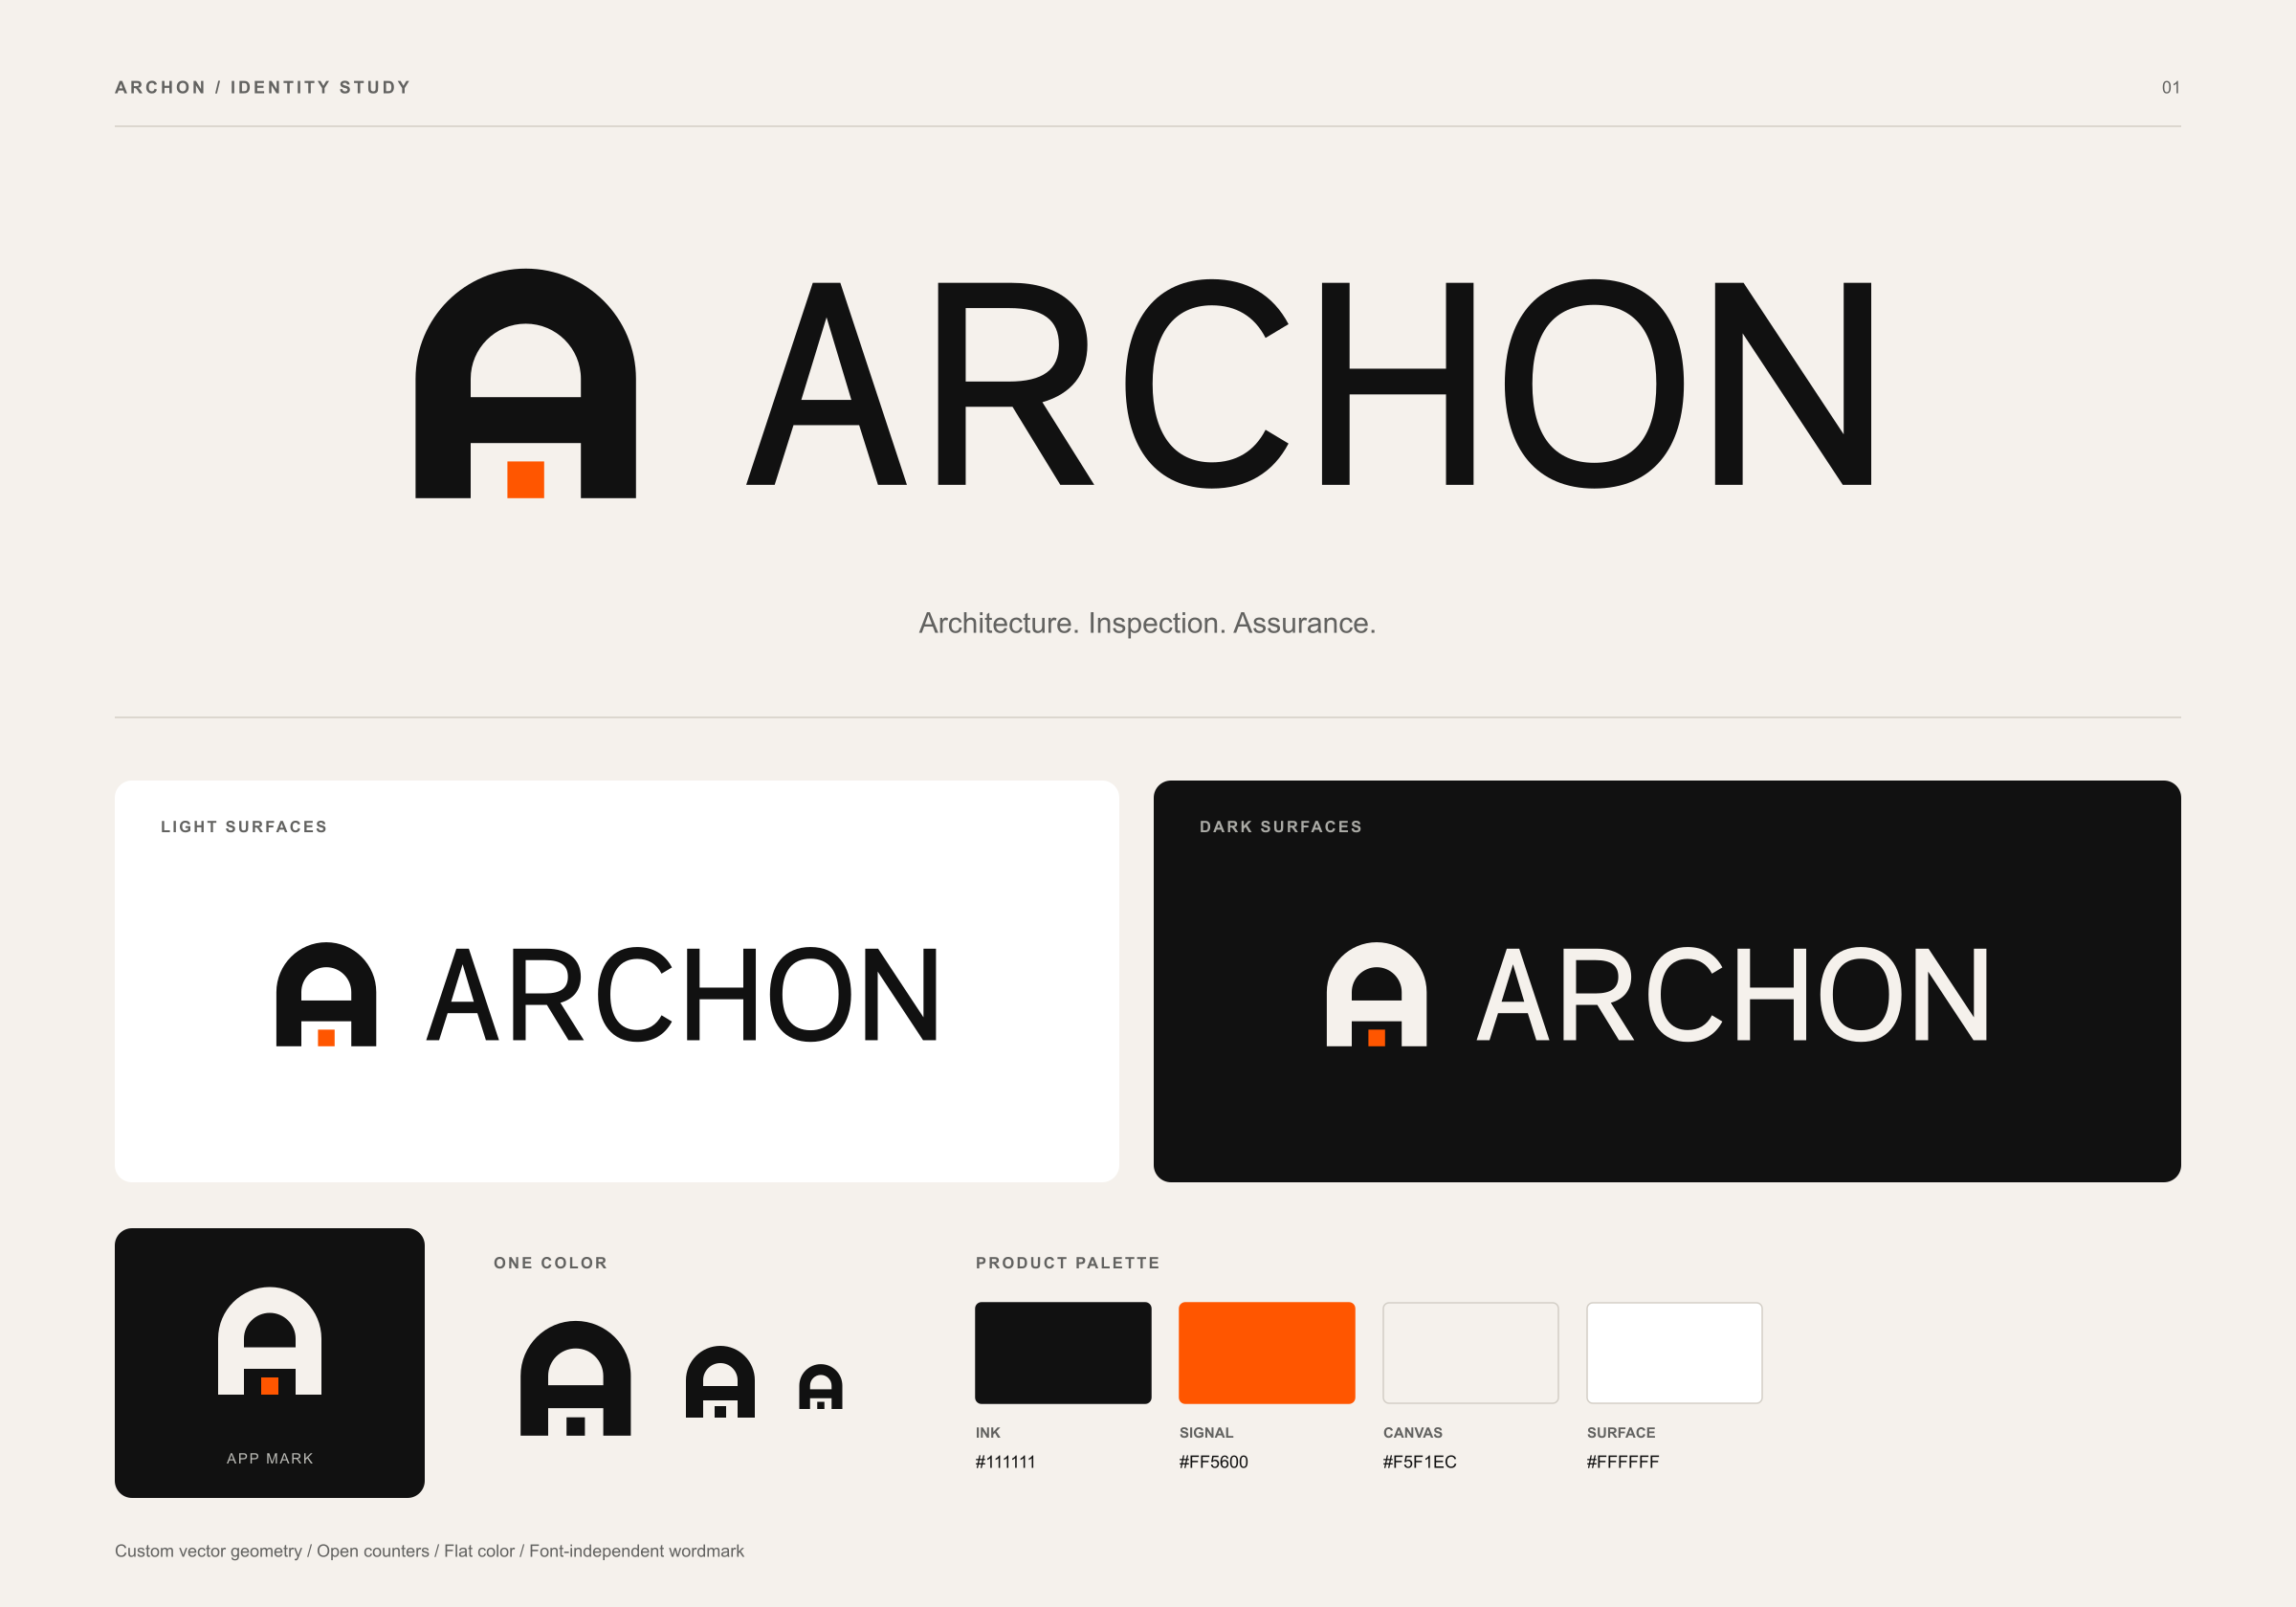 ARCHON / IDENTITY STUDY
01
ARCHON
Architecture. Inspection. Assurance.
LIGHT SURFACES
ARCHON
DARK SURFACES
ARCHON
APP MARK
ONE COLOR
PRODUCT PALETTE
INK
#111111
SIGNAL
#FF5600
CANVAS
#F5F1EC
SURFACE
#FFFFFF
Custom vector geometry / Open counters / Flat color / Font-independent wordmark